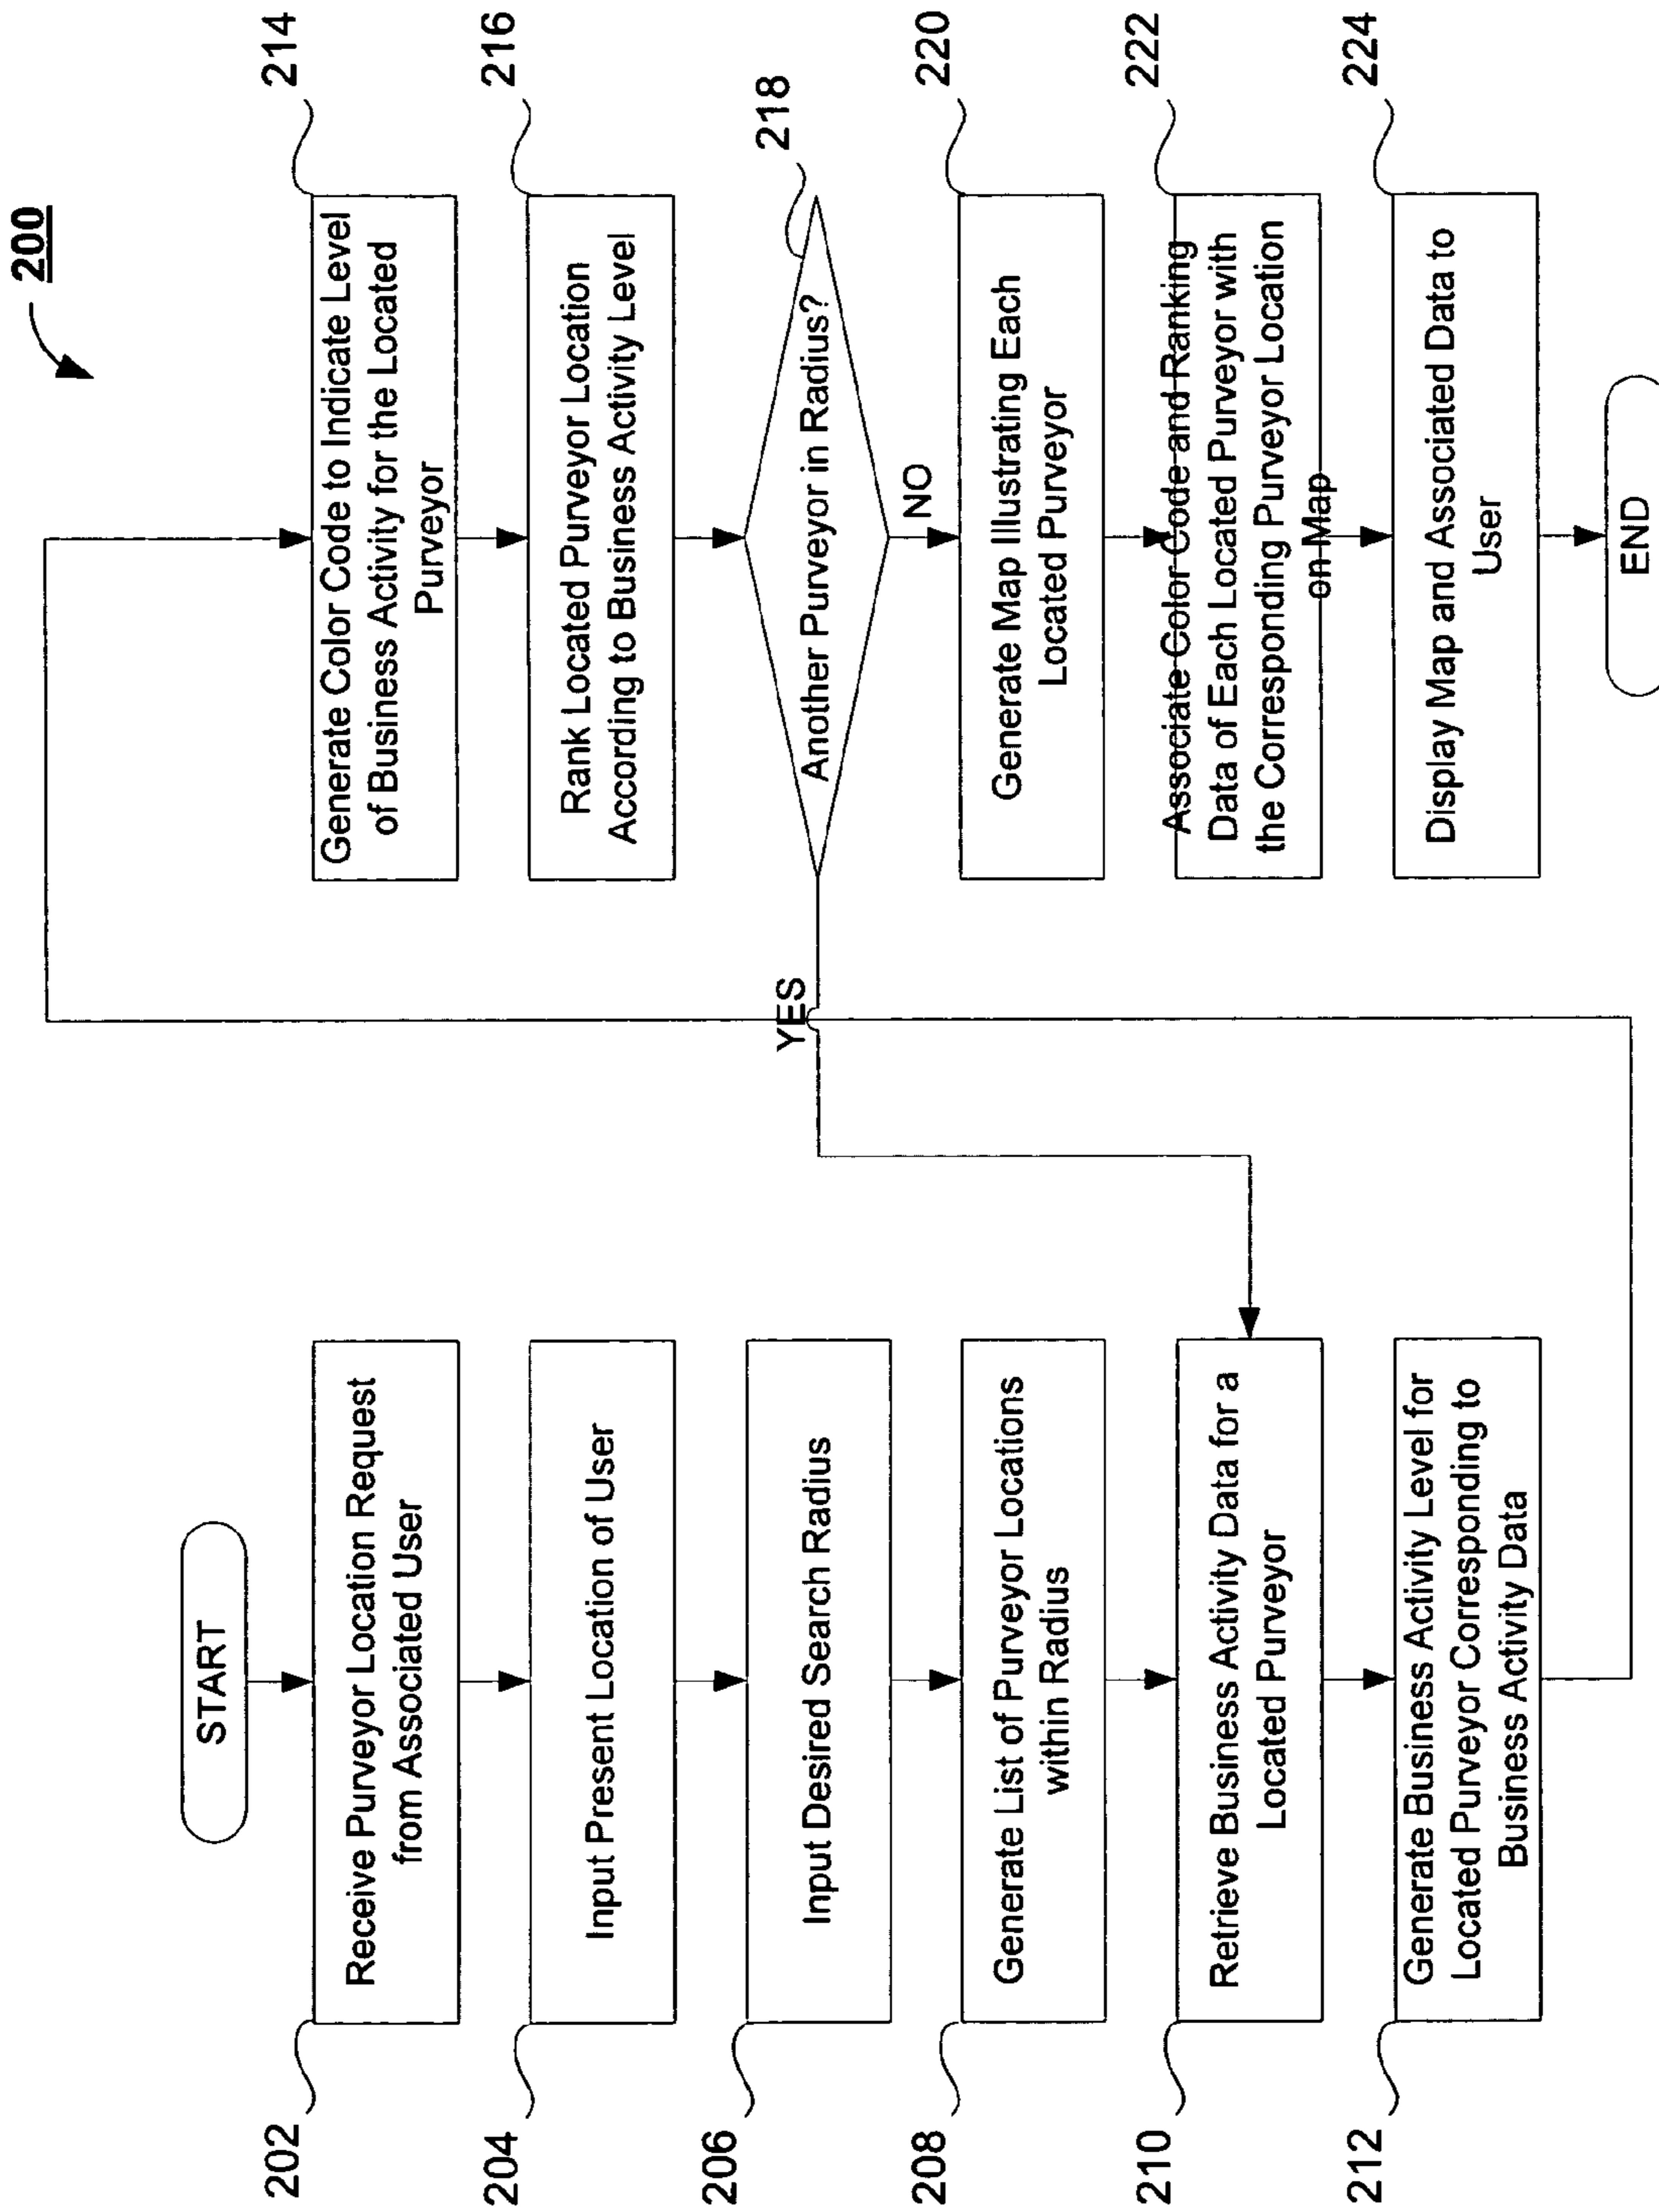 200
START
202
Receive Purveyor Location Request
from Associated User
204
Input Present Location of User
206
Input Desired Search Radius
208
Generate List of Purveyor Locations
within Radius
210
Retrieve Business Activity Data for a
Located Purveyor
212
Generate Business Activity Level for
Located Purveyor Corresponding to
Business Activity Data
214
Generate Color Code to Indicate Level
of Business Activity for the Located
Purveyor
216
Rank Located Purveyor Location
According to Business Activity Level
218
Another Purveyor in Radius?
YES
NO
220
Generate Map Illustrating Each
Located Purveyor
222
Associate Color Code and Ranking
Data of Each Located Purveyor with
the Corresponding Purveyor Location
on Map
224
Display Map and Associated Data to
User
END